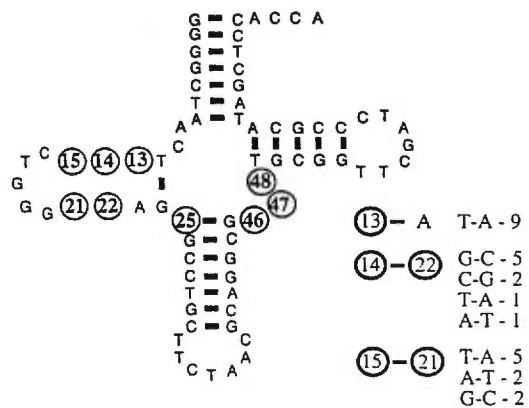 G C A C C A
G C
G T
G C
C G
T A
A T A C G C C C T A G C
T G C G G T T
A C T 13 14 15 C T G G G 21 22 A G
48
47
46
25 G
G C
C G
C G
T A
G C
C G
T C
T A
C T A
13 – A T-A - 9
14 – 22 G-C - 5
C-G - 2
T-A - 1
A-T - 1
15 – 21 T-A - 5
A-T - 2
G-C - 2